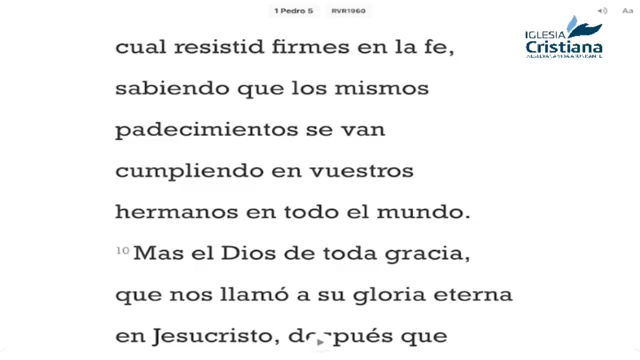 1 Pedro 5 RVR1960 Aa
IGLESIA
Cristiana
cual resistid firmes en la fe,
sabiendo que los mismos
padecimientos se van
cumpliendo en vuestros
hermanos en todo el mundo.
10 Mas el Dios de toda gracia,
que nos llamó a su gloria eterna
en Jesucristo, después que